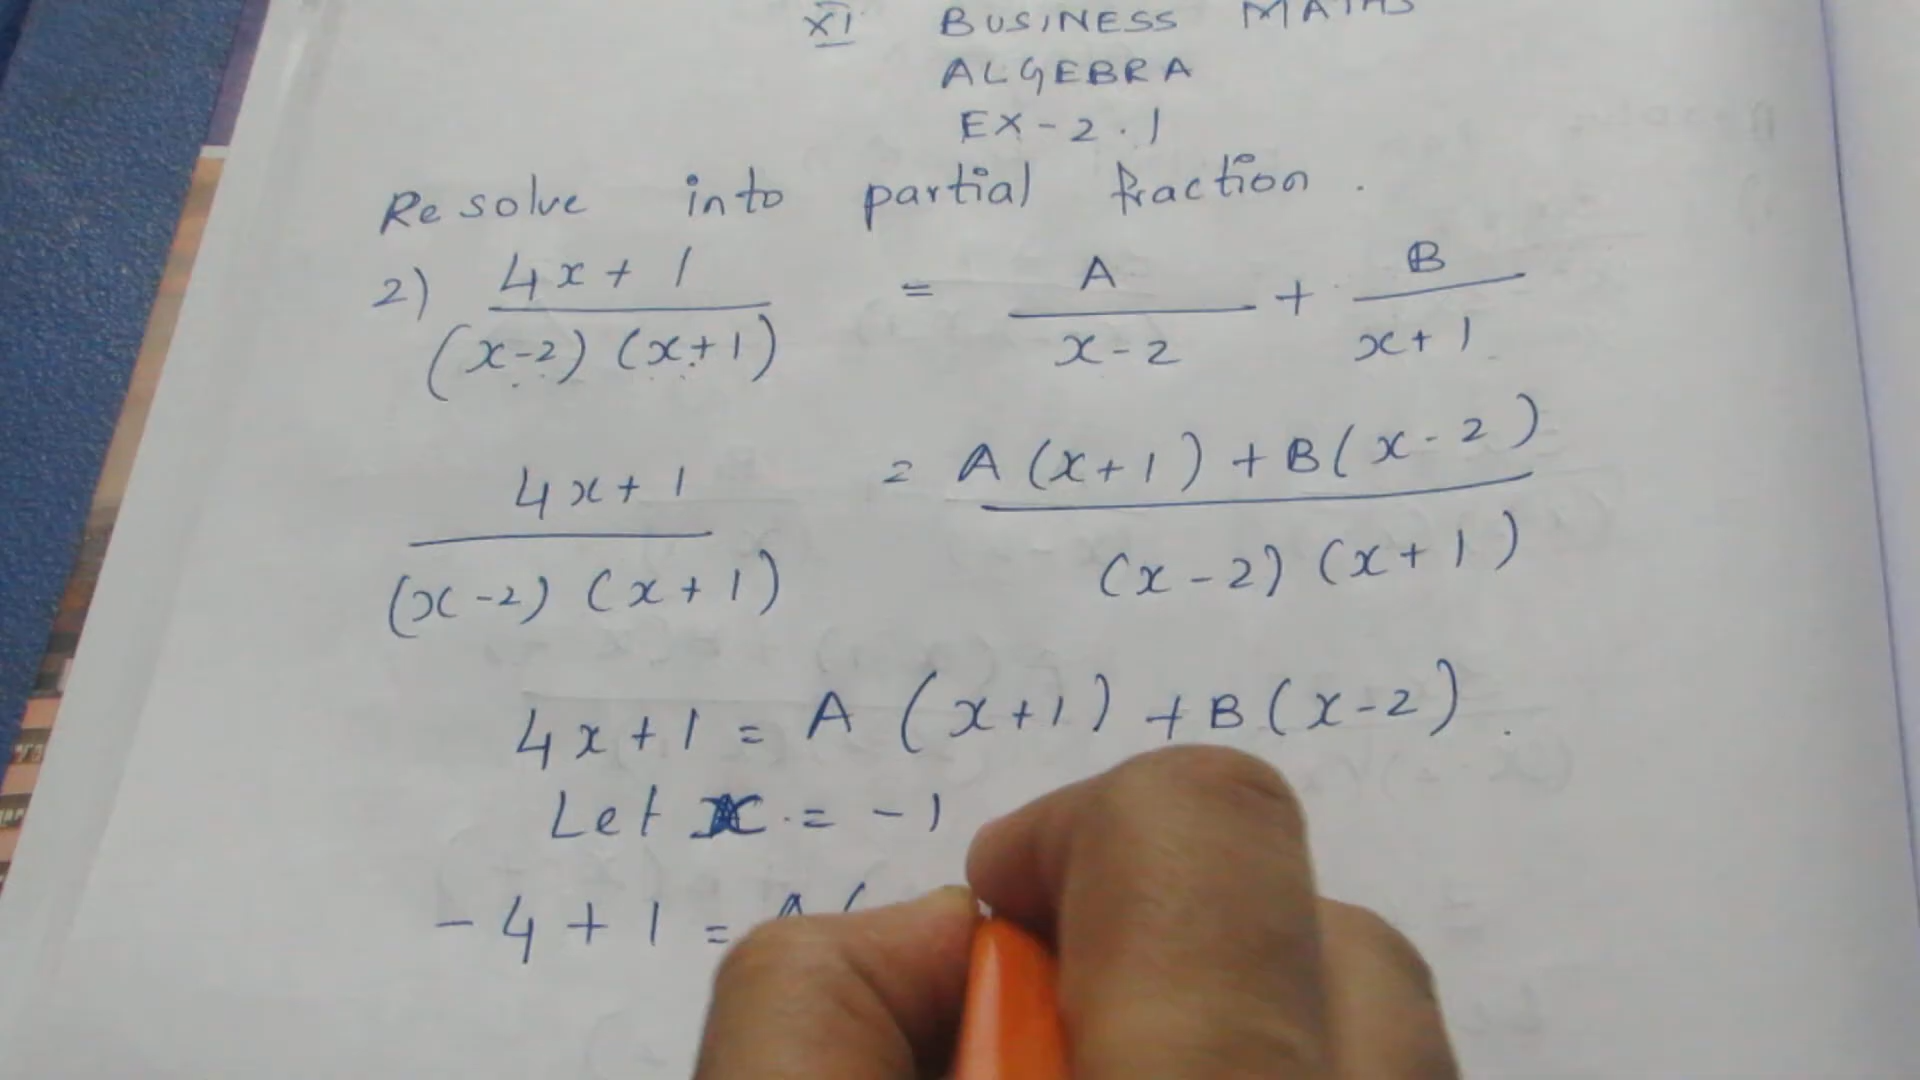 XI BUSINESS MATHS
ALGEBRA
EX-2.1
Resolve into partial fraction.
2) 4x+1 / (x-2)(x+1) = A / x-2 + B / x+1
4x+1 / (x-2)(x+1) = A(x+1)+B(x-2) / (x-2)(x+1)
4x+1 = A(x+1)+B(x-2).
Let x = -1
-4+1 = A(